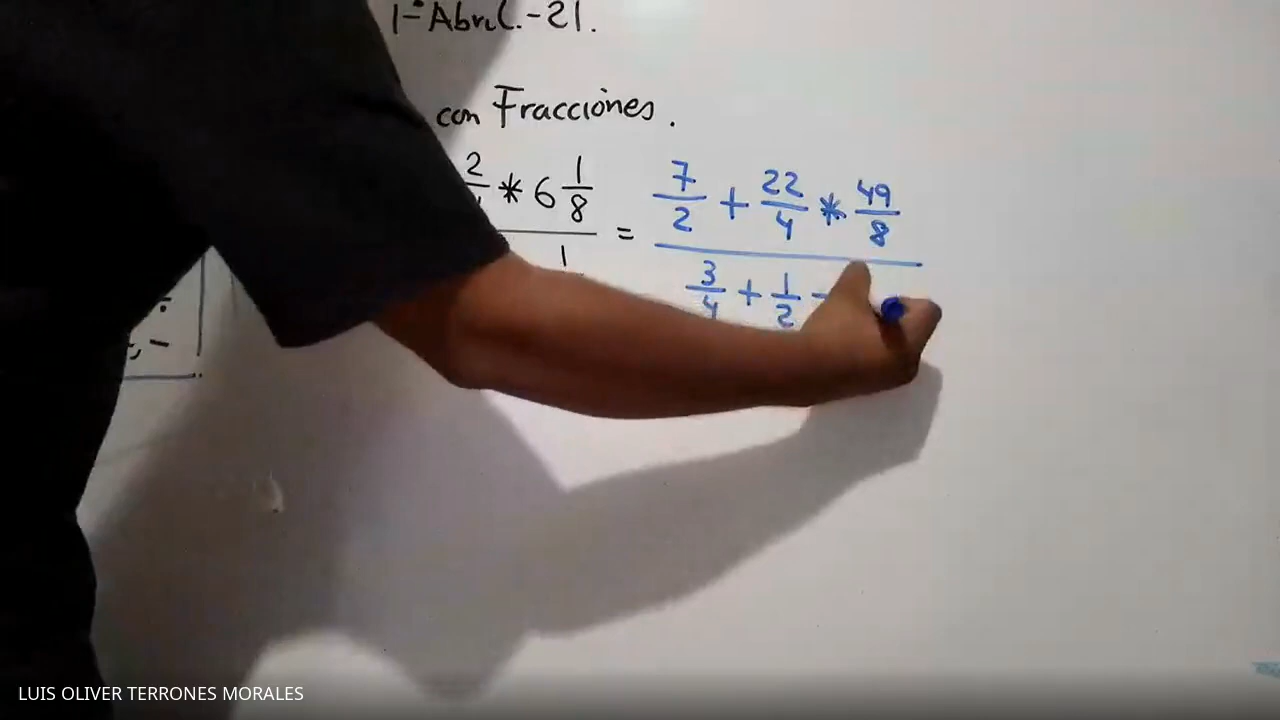 1-Abril.-21.
con Fracciones.
2/4 * 6 1/8 = 7/2 + 22/4 * 49/8
1 3/4 + 1/2 -
LUIS OLIVER TERRONES MORALES